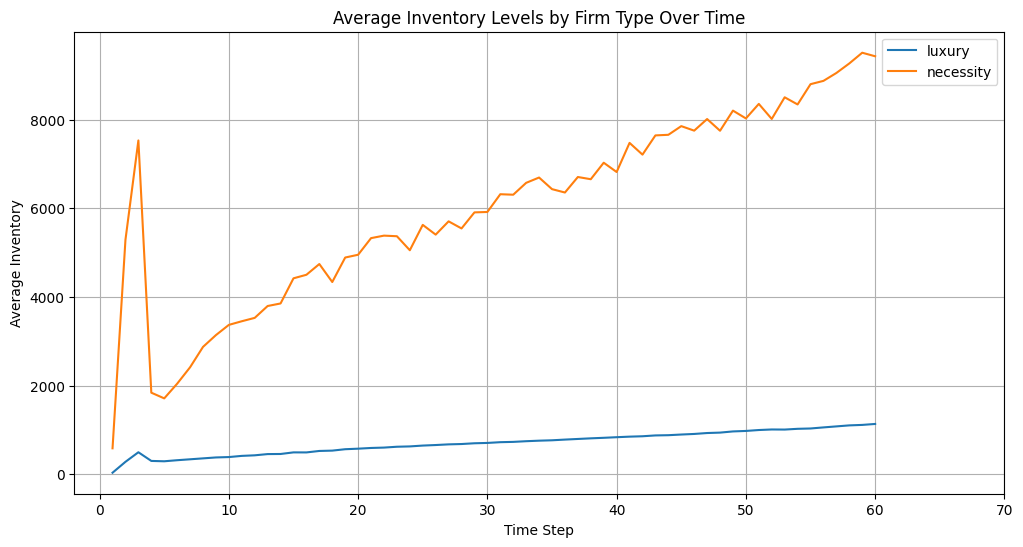 Average Inventory Levels by Firm Type Over Time
luxury
necessity
Average Inventory
8000
6000
4000
2000
0
0 10 20 30 40 50 60 70
Time Step